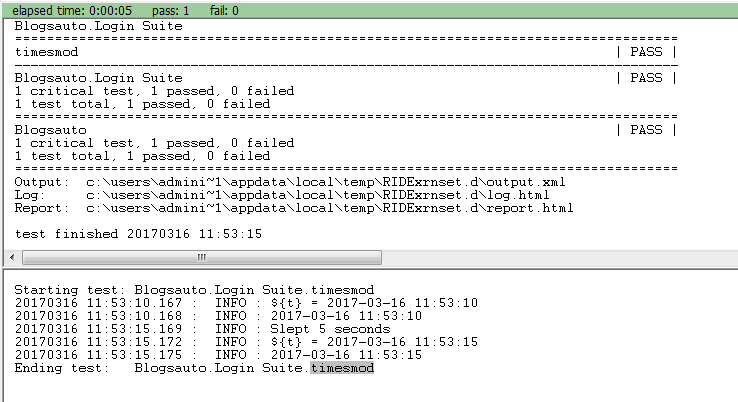 elapsed time: 0:00:05 pass: 1 fail: 0
Blogsauto.Login Suite
==============================================================================
timesmod | PASS |
------------------------------------------------------------------------------
Blogsauto.Login Suite | PASS |
1 critical test, 1 passed, 0 failed
1 test total, 1 passed, 0 failed
==============================================================================
Blogsauto | PASS |
1 critical test, 1 passed, 0 failed
1 test total, 1 passed, 0 failed
==============================================================================
Output: c:\users\admini~1\appdata\local\temp\RIDExrnset.d\output.xml
Log: c:\users\admini~1\appdata\local\temp\RIDExrnset.d\log.html
Report: c:\users\admini~1\appdata\local\temp\RIDExrnset.d\report.html
test finished 20170316 11:53:15
Starting test: Blogsauto.Login Suite.timesmod
20170316 11:53:10.167 : INFO : ${t} = 2017-03-16 11:53:10
20170316 11:53:10.168 : INFO : 2017-03-16 11:53:10
20170316 11:53:15.169 : INFO : Slept 5 seconds
20170316 11:53:15.172 : INFO : ${t} = 2017-03-16 11:53:15
20170316 11:53:15.175 : INFO : 2017-03-16 11:53:15
Ending test: Blogsauto.Login Suite.timesmod